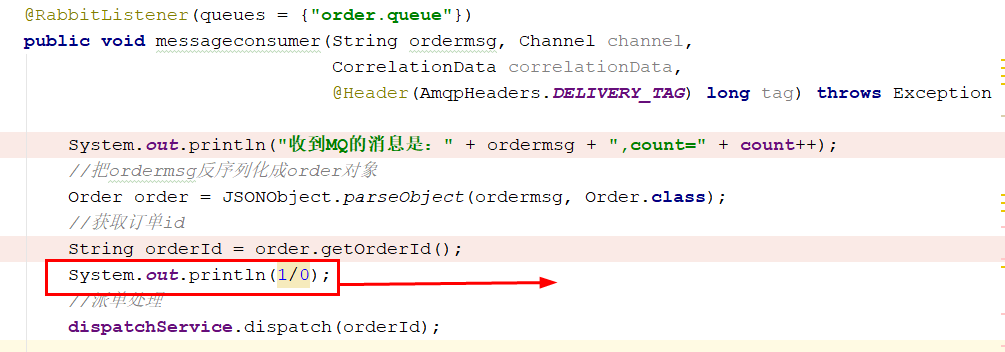 @RabbitListener(queues = {"order.queue"})
public void messageconsumer(String ordermsg, Channel channel,
CorrelationData correlationData,
@Header(AmqpHeaders.DELIVERY_TAG) long tag) throws Exception
System.out.println("收到MQ的消息是：" + ordermsg + ",count=" + count++);
//把ordermsg反序列化成order对象
Order order = JSONObject.parseObject(ordermsg, Order.class);
//获取订单id
String orderId = order.getOrderId();
System.out.println(1/0);
//派单处理
dispatchService.dispatch(orderId);